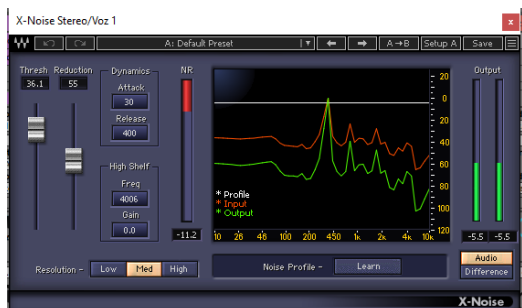 X-Noise Stereo/Voz 1
x
A: Default Preset
A→B
Setup A
Save
Thresh Reduction
36.1 55
Dynamics
Attack
30
Release
400
High Shelf
Freq
4006
Gain
0.0
NR
-11.2
* Profile
* Input
* Output
20
0
20
40
60
80
100
120
10 26 46 100 200 450 1k 2k 4k 10k
Output
-5.5 -5.5
Resolution -
Low Med High
Noise Profile - Learn
Audio
Difference
X-Noise